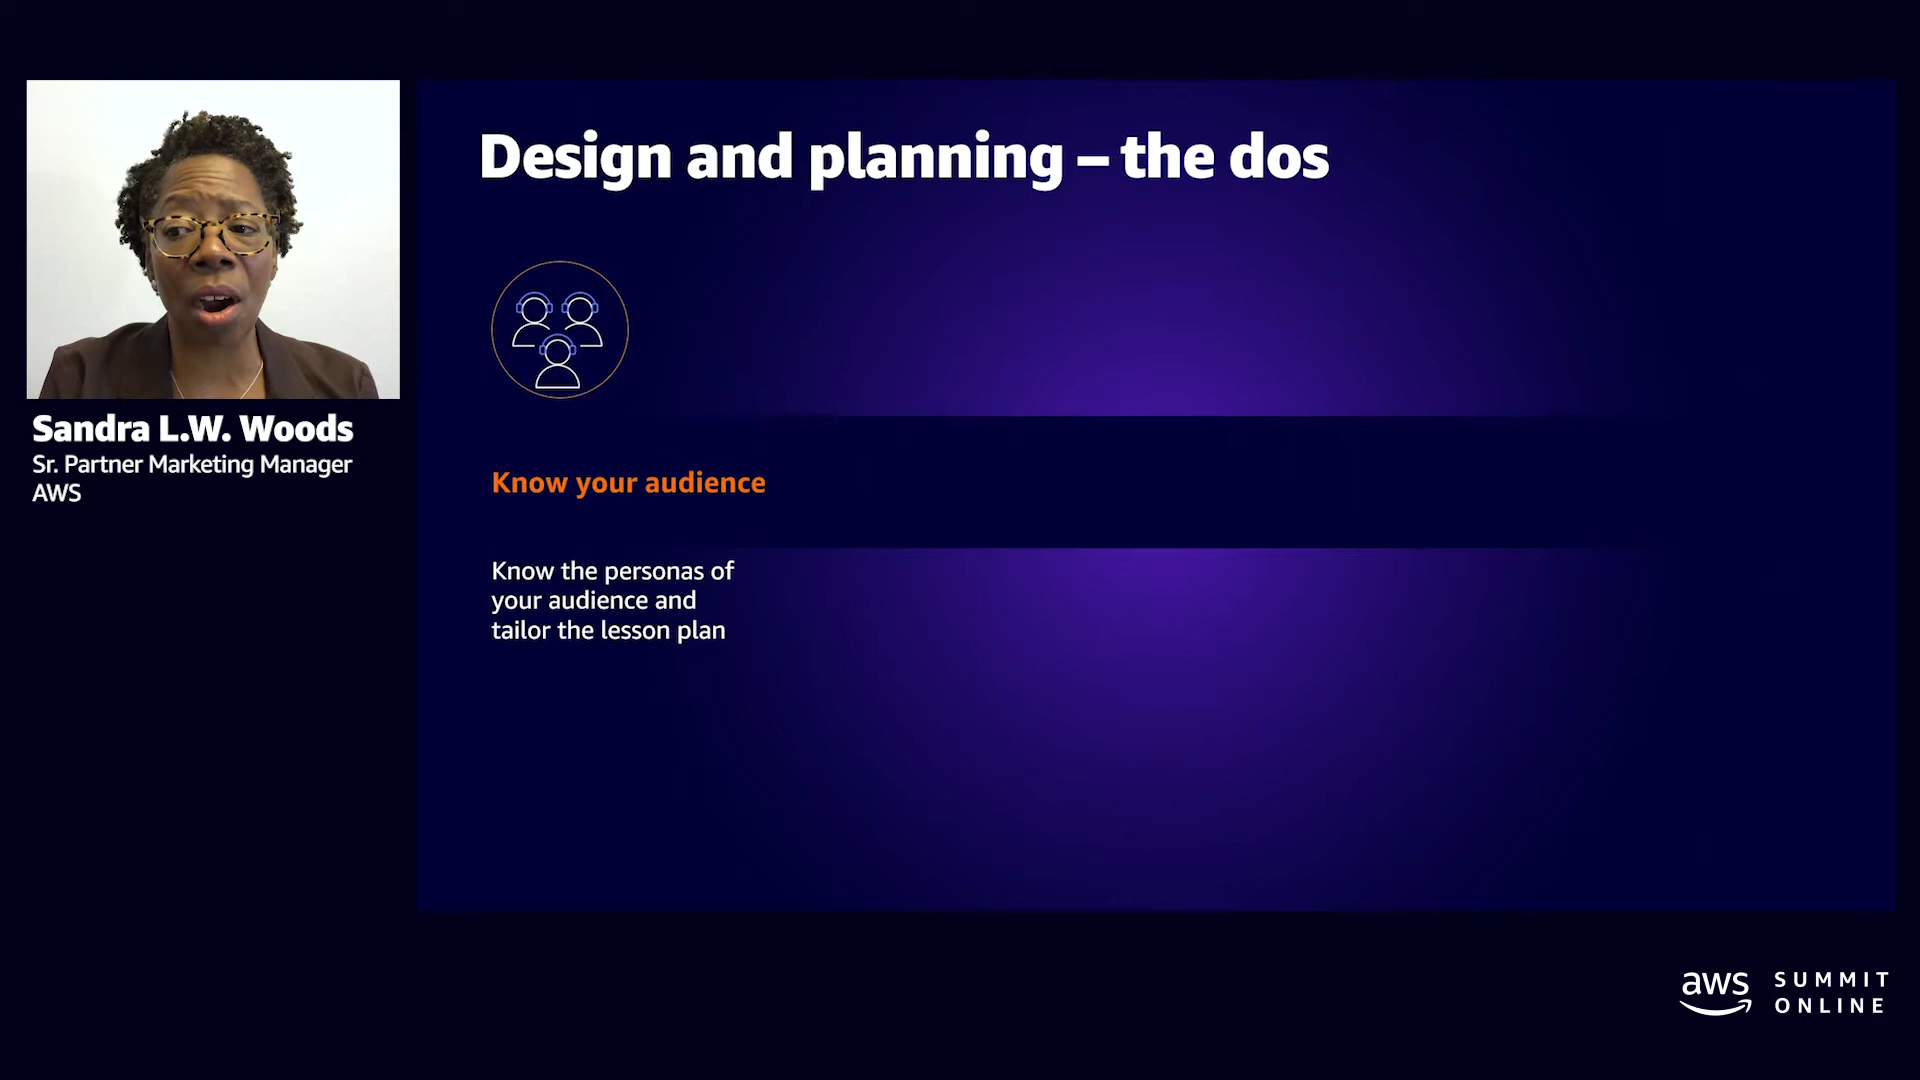 Design and planning – the dos
Sandra L.W. Woods
Sr. Partner Marketing Manager
AWS
Know your audience
Know the personas of
your audience and
tailor the lesson plan
aws SUMMIT
ONLINE